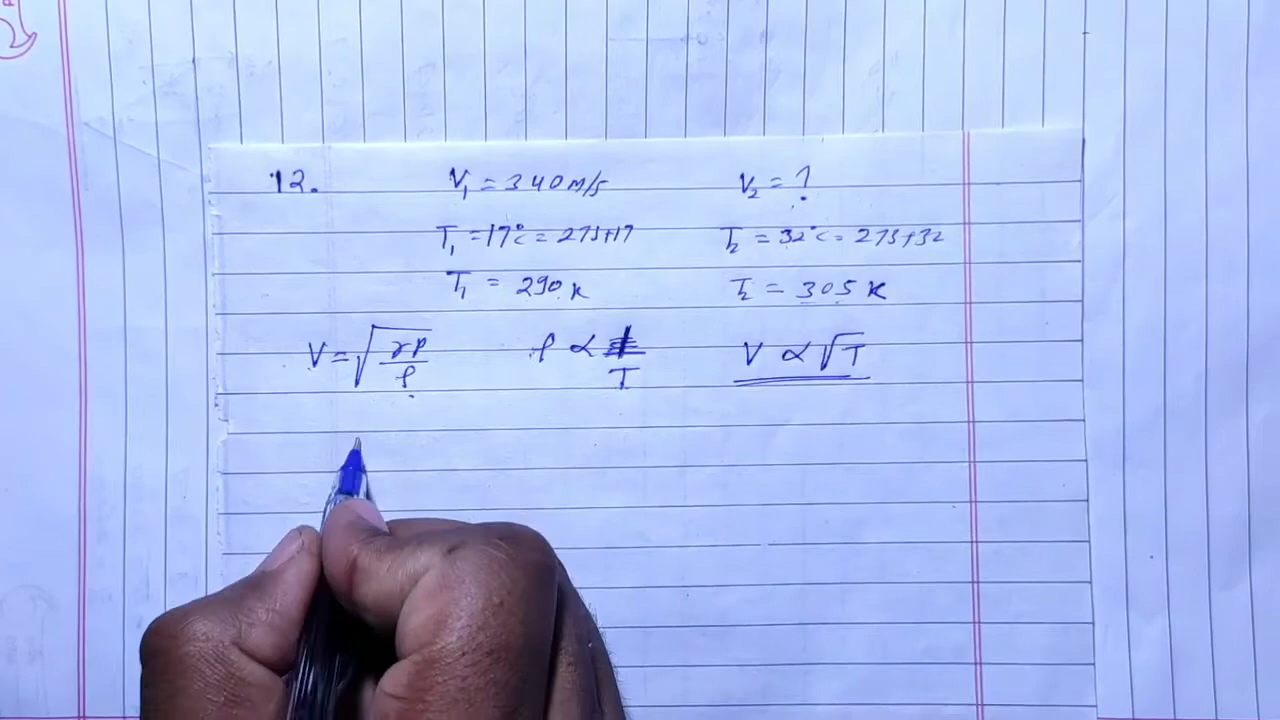 12. V₁ = 340 m/s V₂ = ?
T₁ = 17°c = 273+17 T₂ = 32°c = 273+32
T₁ = 290 K T₂ = 305 K
V = √(γP/ρ) ρ ∝ 1/T V ∝ √T